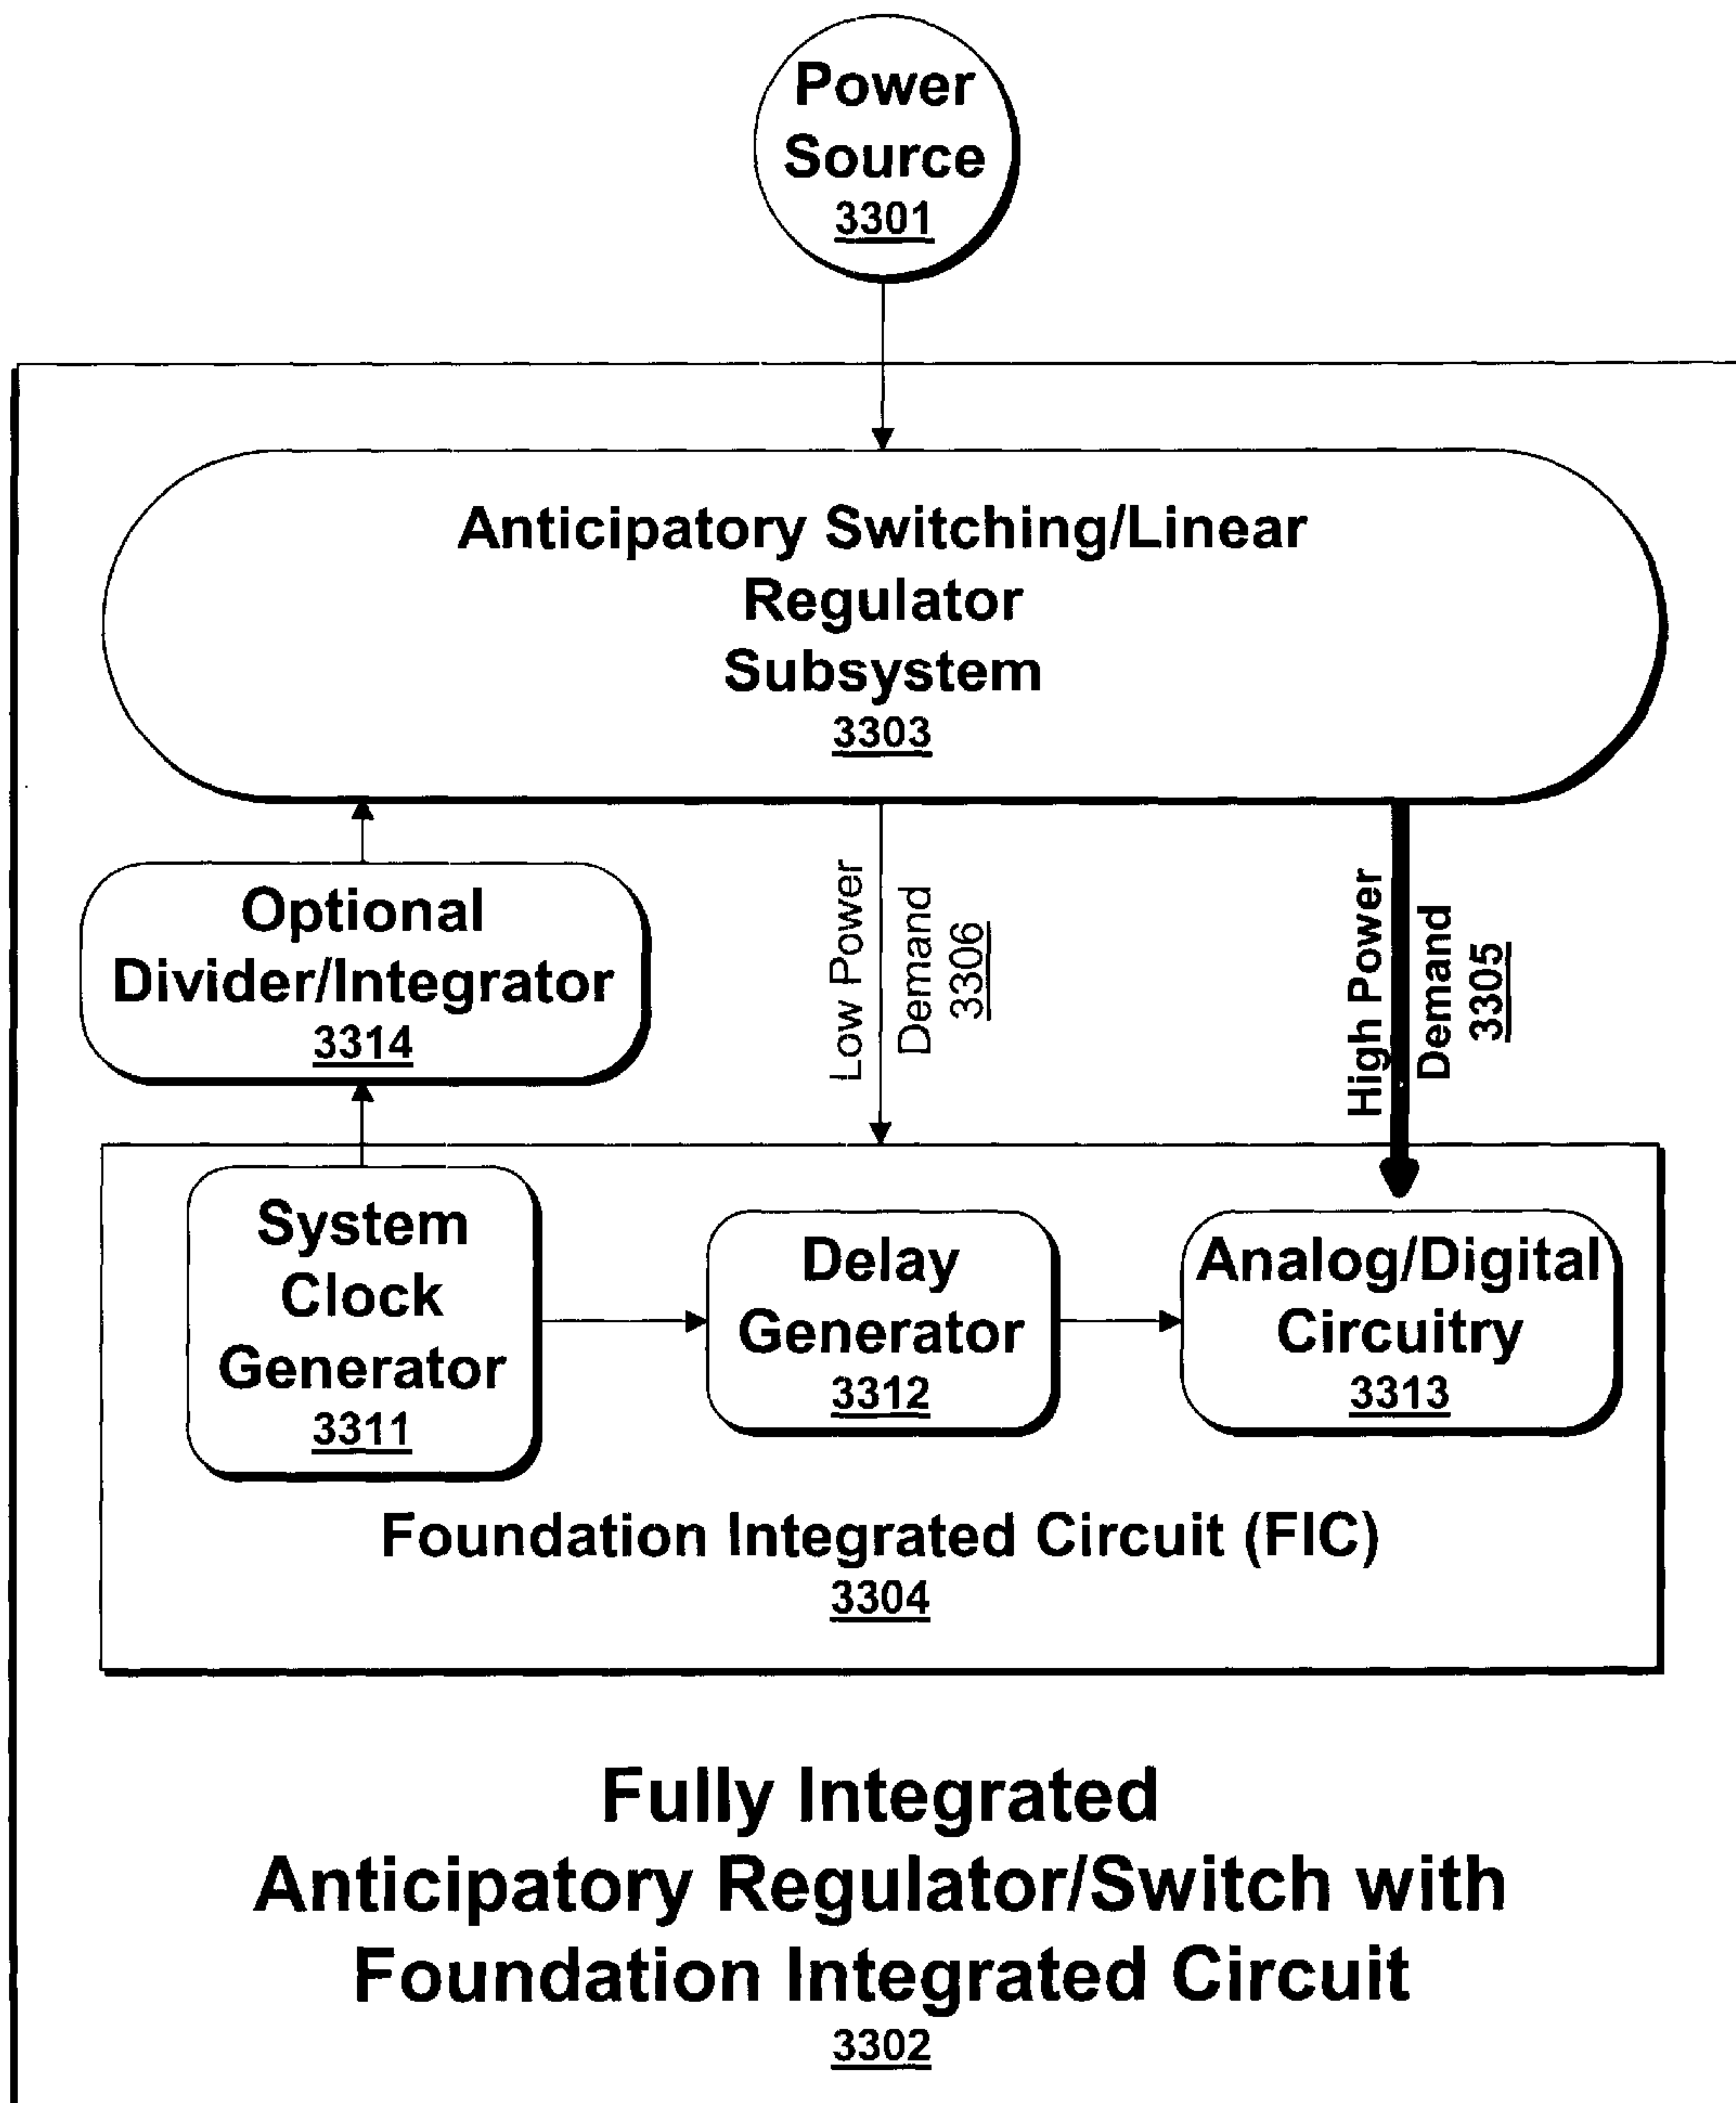 Power
Source
3301
Anticipatory Switching/Linear
Regulator
Subsystem
3303
Optional
Divider/Integrator
3314
Low Power
Demand
3306
High Power
Demand
3305
System
Clock
Generator
3311
Delay
Generator
3312
Analog/Digital
Circuitry
3313
Foundation Integrated Circuit (FIC)
3304
Fully Integrated
Anticipatory Regulator/Switch with
Foundation Integrated Circuit
3302